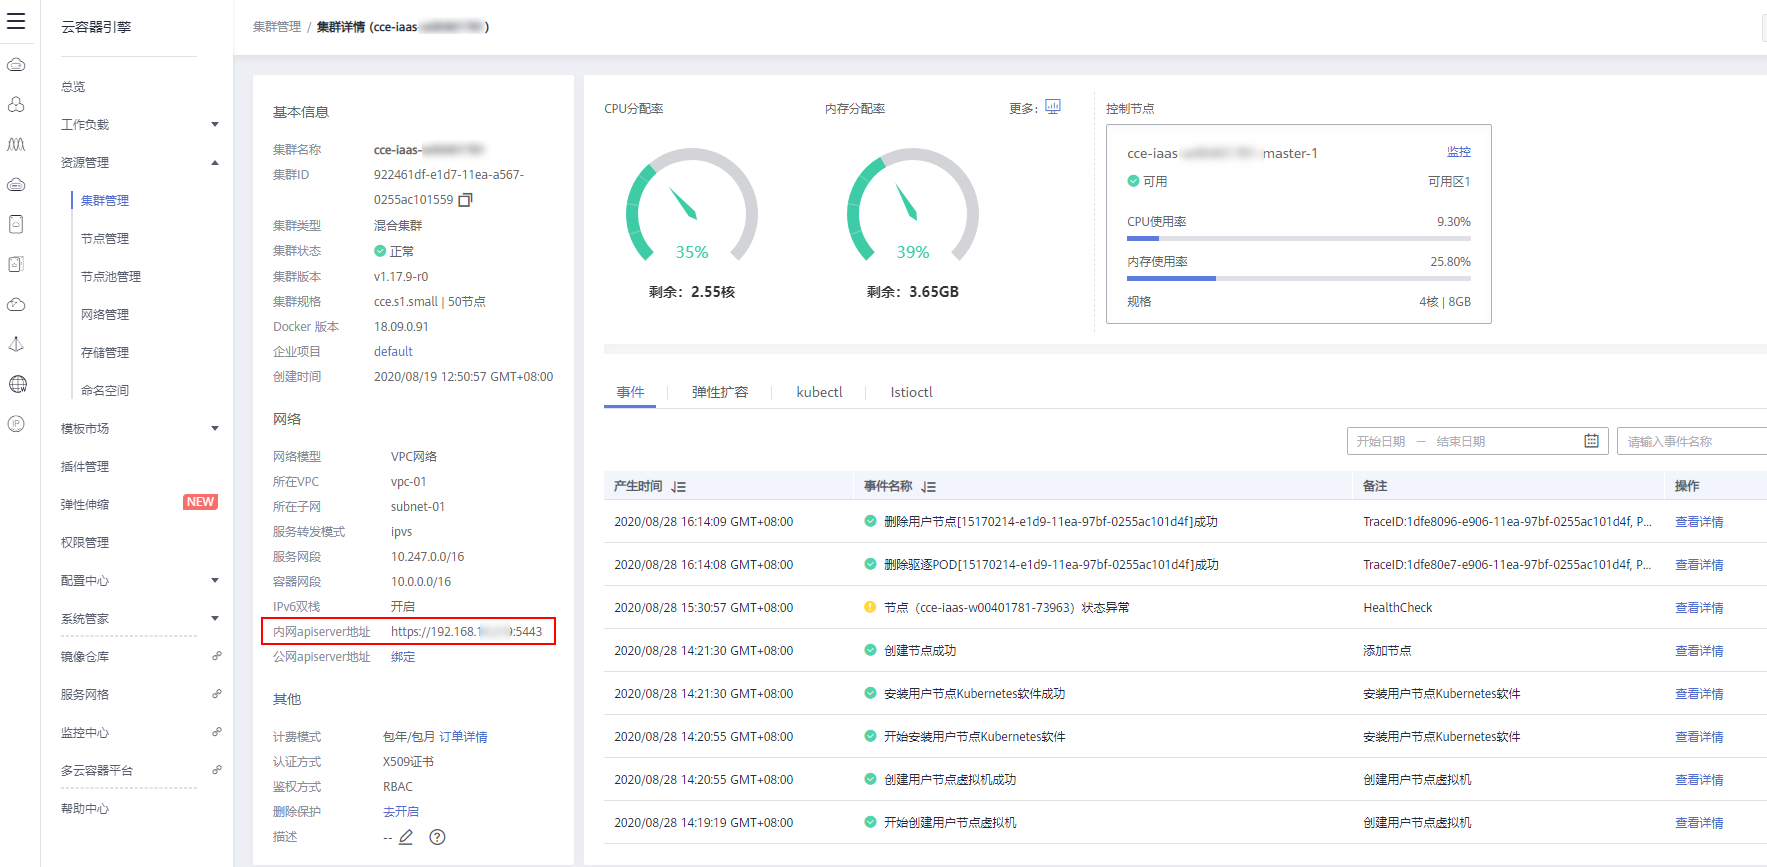 云容器引擎
集群管理 / 集群详情 (cce-iaas- )
总览
工作负载
资源管理
集群管理
节点管理
节点池管理
网络管理
存储管理
命名空间
模板市场
插件管理
弹性伸缩 NEW
权限管理
配置中心
系统管家
镜像仓库
服务网格
监控中心
多云容器平台
帮助中心
基本信息
集群名称 cce-iaas-
集群ID 922461df-e1d7-11ea-a567-
0255ac101559
集群类型 混合集群
集群状态 正常
集群版本 v1.17.9-r0
集群规格 cce.s1.small | 50节点
Docker 版本 18.09.0.91
企业项目 default
创建时间 2020/08/19 12:50:57 GMT+08:00
网络
网络模型 VPC网络
所在VPC vpc-01
所在子网 subnet-01
服务转发模式 ipvs
服务网段 10.247.0.0/16
容器网段 10.0.0.0/16
IPv6双栈 开启
内网apiserver地址 https://192.168.1 :5443
公网apiserver地址 绑定
其他
计费模式 包年/包月 订单详情
认证方式 X509证书
鉴权方式 RBAC
删除保护 去开启
描述 --
CPU分配率
35%
剩余：2.55核
内存分配率
39%
剩余：3.65GB
更多：
控制节点
cce-iaas- -master-1 监控
可用 可用区1
CPU使用率 9.30%
内存使用率 25.80%
规格 4核 | 8GB
事件 弹性扩容 kubectl Istioctl
开始日期 — 结束日期 请输入事件名称
产生时间 事件名称 备注 操作
2020/08/28 16:14:09 GMT+08:00 删除用户节点[15170214-e1d9-11ea-97bf-0255ac101d4f]成功 TraceID:1dfe8096-e906-11ea-97bf-0255ac101d4f, P... 查看详情
2020/08/28 16:14:08 GMT+08:00 删除驱逐POD[15170214-e1d9-11ea-97bf-0255ac101d4f]成功 TraceID:1dfe80e7-e906-11ea-97bf-0255ac101d4f, P... 查看详情
2020/08/28 15:30:57 GMT+08:00 节点（cce-iaas-w00401781-73963）状态异常 HealthCheck 查看详情
2020/08/28 14:21:30 GMT+08:00 创建节点成功 添加节点 查看详情
2020/08/28 14:21:30 GMT+08:00 安装用户节点Kubernetes软件成功 安装用户节点Kubernetes软件 查看详情
2020/08/28 14:20:55 GMT+08:00 开始安装用户节点Kubernetes软件 安装用户节点Kubernetes软件 查看详情
2020/08/28 14:20:55 GMT+08:00 创建用户节点虚拟机成功 创建用户节点虚拟机 查看详情
2020/08/28 14:19:19 GMT+08:00 开始创建用户节点虚拟机 创建用户节点虚拟机 查看详情